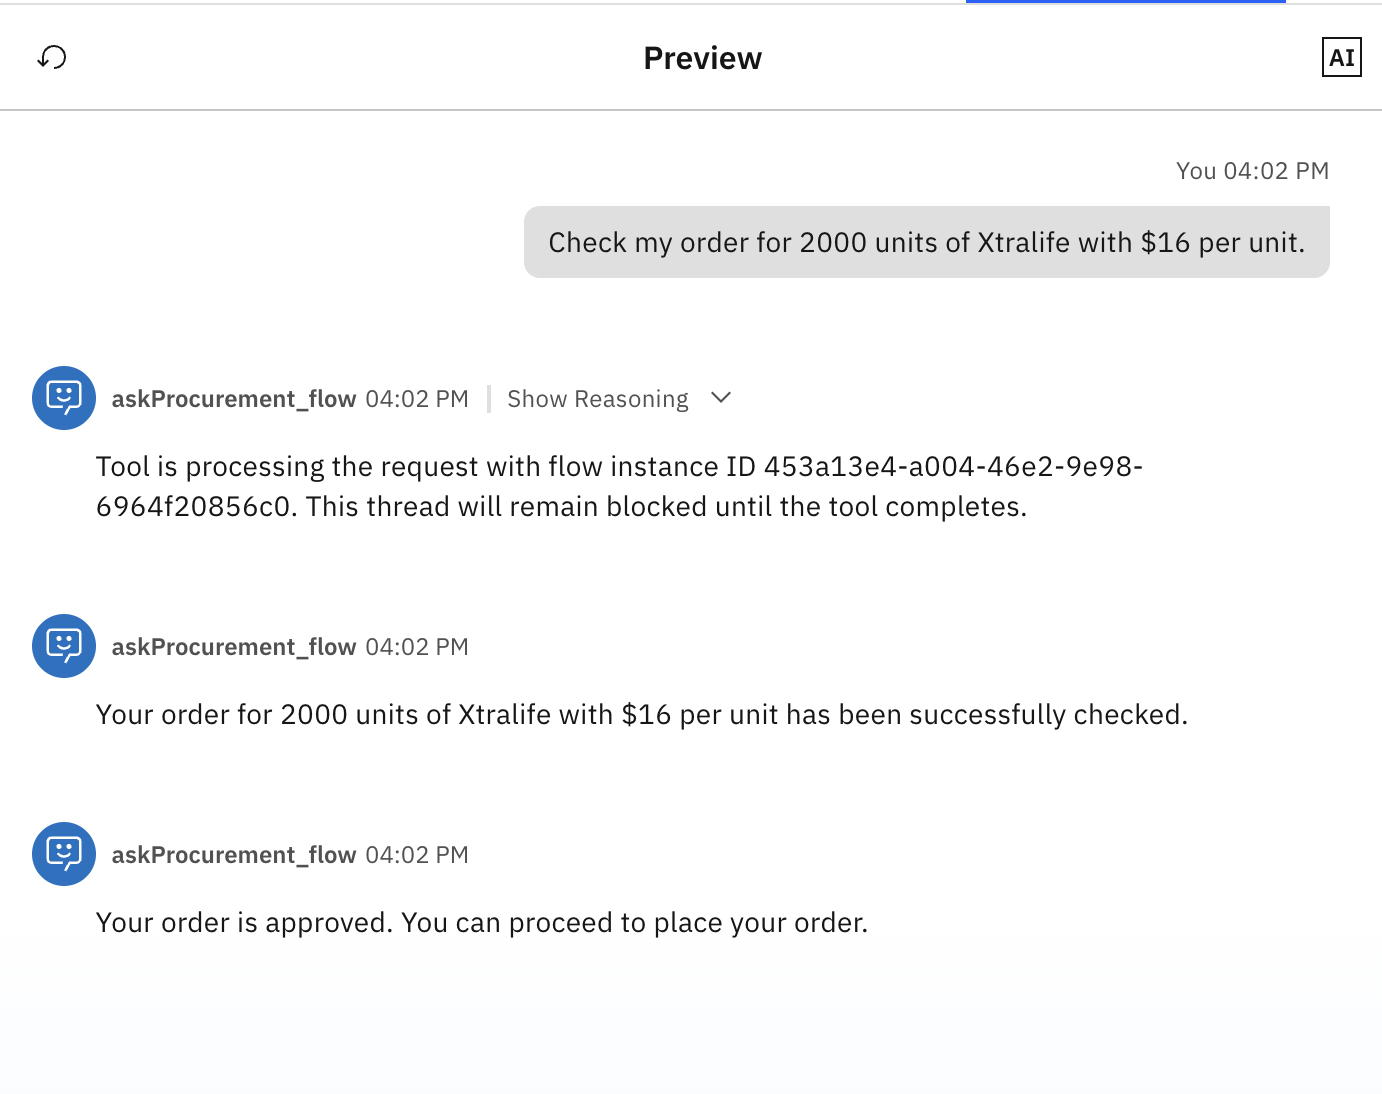 Preview
AI
You 04:02 PM
Check my order for 2000 units of Xtralife with $16 per unit.
askProcurement_flow 04:02 PM | Show Reasoning
Tool is processing the request with flow instance ID 453a13e4-a004-46e2-9e98-
6964f20856c0. This thread will remain blocked until the tool completes.
askProcurement_flow 04:02 PM
Your order for 2000 units of Xtralife with $16 per unit has been successfully checked.
askProcurement_flow 04:02 PM
Your order is approved. You can proceed to place your order.